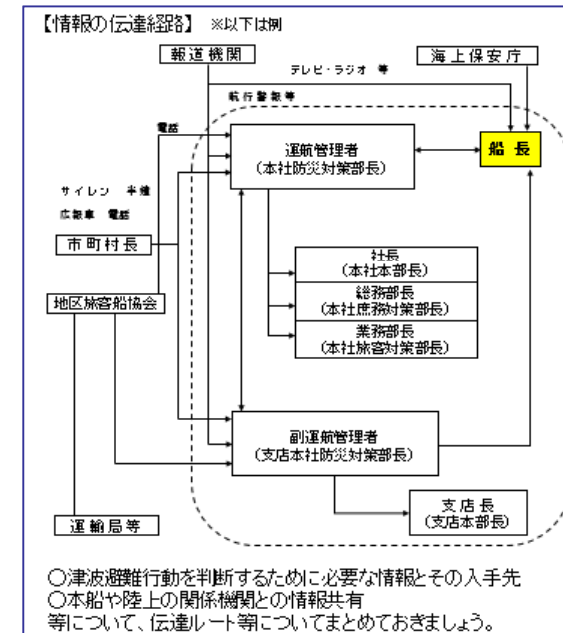 【情報の伝達経路】 ※以下は例
報道機関
海上保安庁
テレビ・ラジオ 等
航行警報等
電話
運航管理者
(本社防災対策部長)
船長
サイレン 半鐘
広報車 電話
市町村長
社長
(本社本部長)
総務部長
(本社庶務対策部長)
業務部長
(本社旅客対策部長)
地区旅客船協会
副運航管理者
(支店本社防災対策部長)
支店長
(支店本部長)
運輸局等
○津波避難行動を判断するために必要な情報とその入手先
○本船や陸上の関係機関との情報共有
等について、伝達ルート等についてまとめておきましょう。